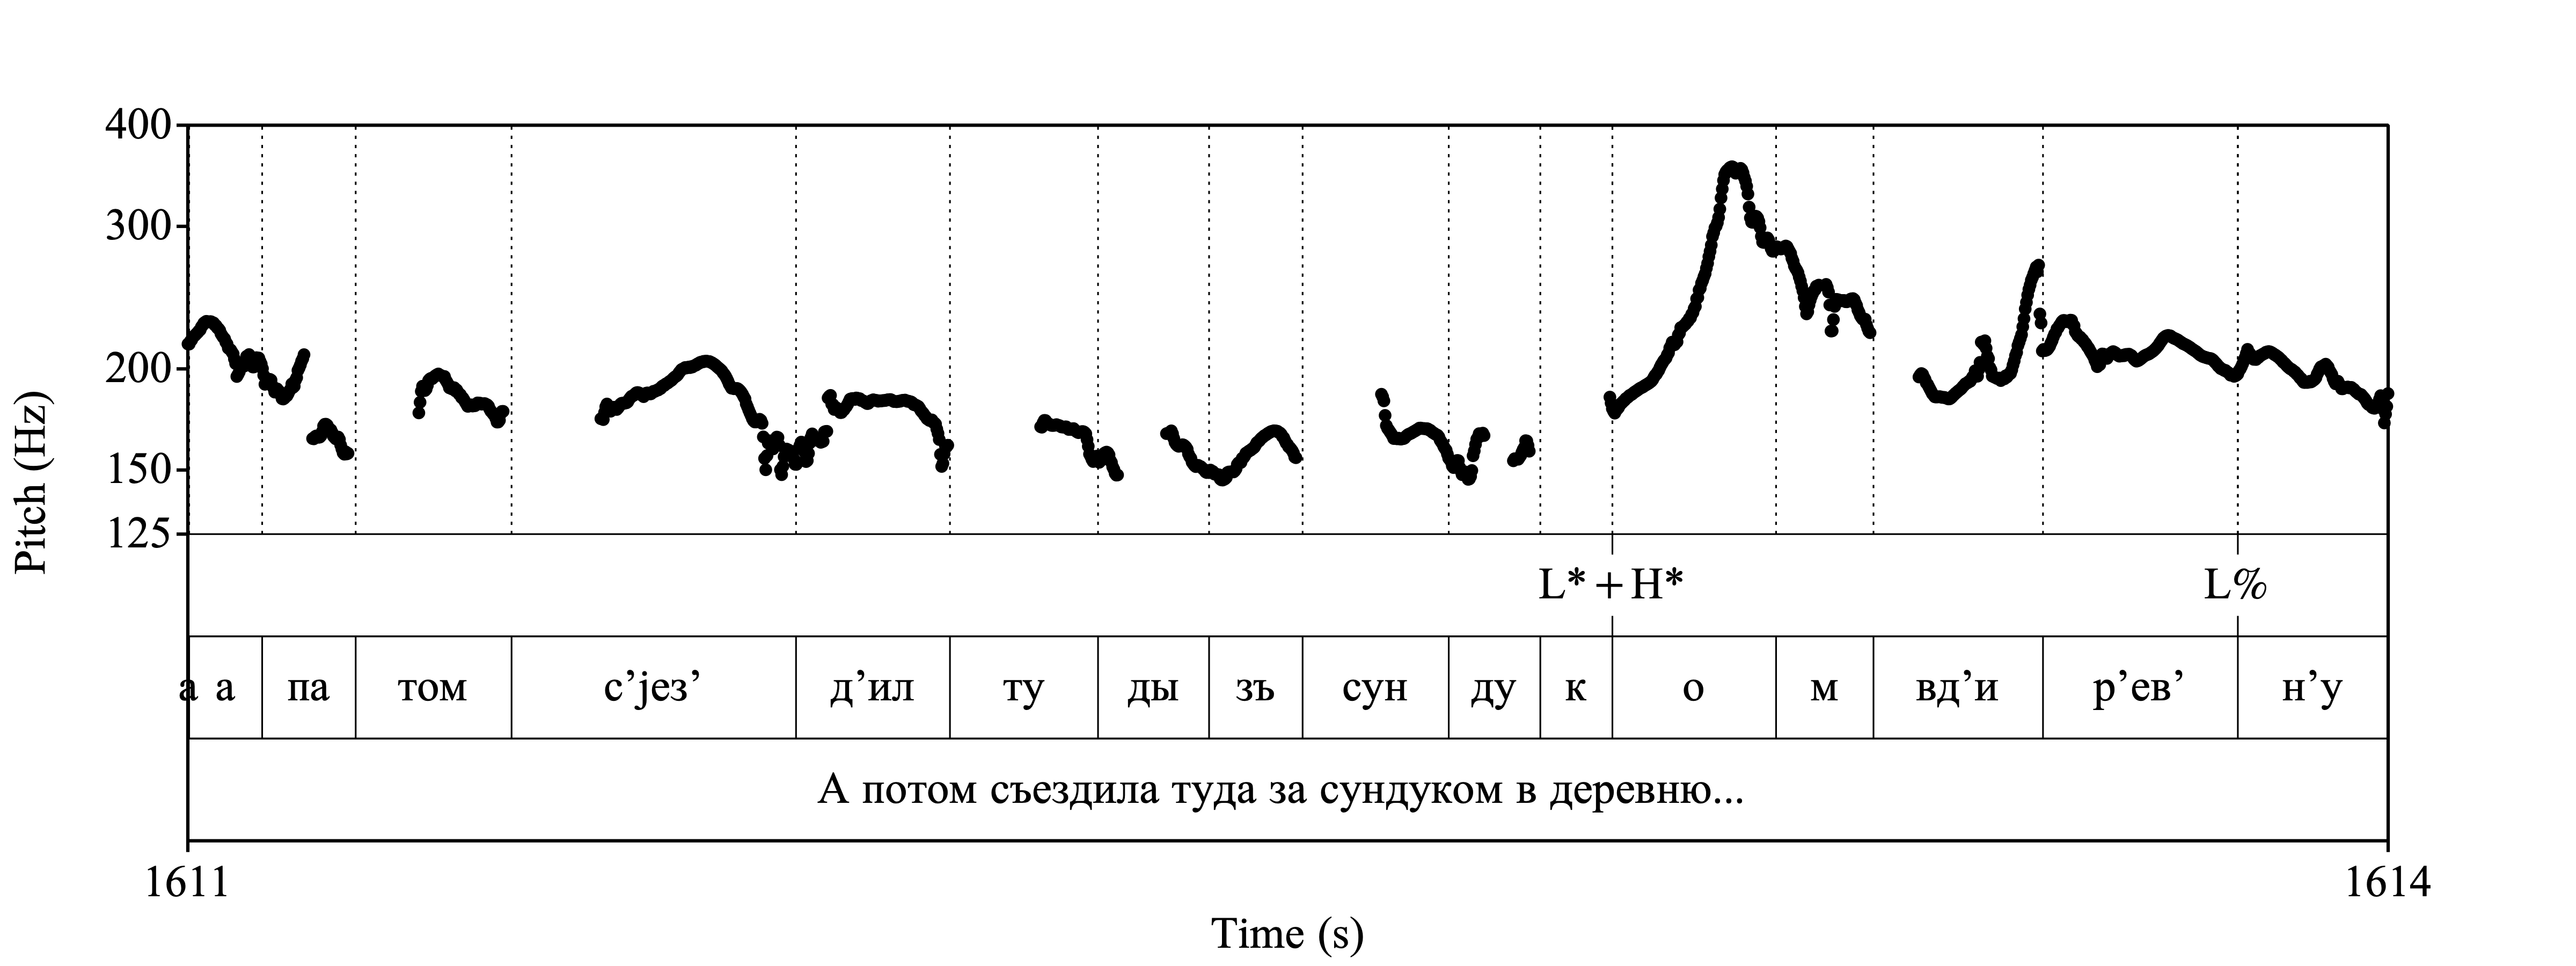 400
300
200
150
125
Pitch (Hz)
L*+H* L%
а а па том с’јез’ д’ил ту ды зъ сун ду к о м вд’и р’ев’ н’у
А потом съездила туда за сундуком в деревню...
1611 1614
Time (s)